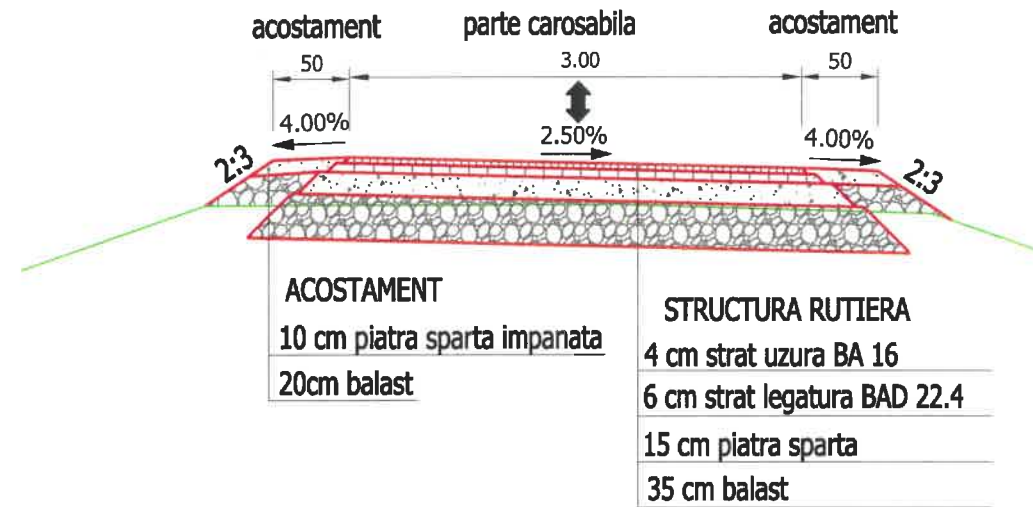 acostament parte carosabila acostament
50 3.00 50
4.00% 2.50% 4.00%
2:3 2:3
ACOSTAMENT
10 cm piatra sparta impanata
20cm balast
STRUCTURA RUTIERA
4 cm strat uzura BA 16
6 cm strat legatura BAD 22.4
15 cm piatra sparta
35 cm balast